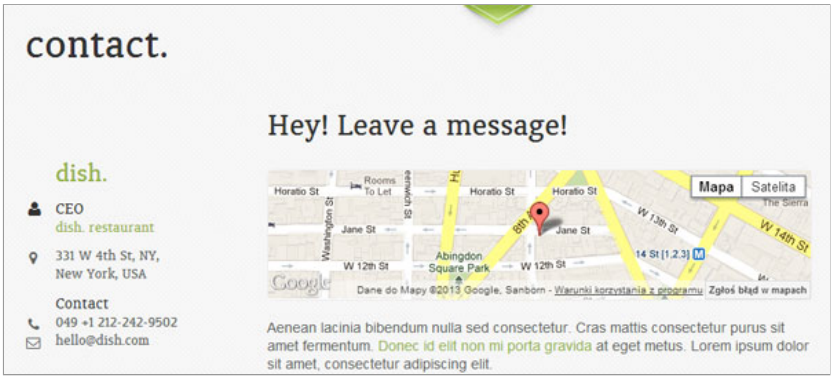 contact.
Hey! Leave a message!
dish.
CEO
dish. restaurant
331 W 4th St, NY,
New York, USA
Contact
049 +1 212-242-9502
hello@dish.com
Rooms
To Let
Horatio St
Horatio St
Horatio St
Mapa
Satelita
The Sierra
Washington St
eenwich St
Hu
8th A
Jane St
Jane St
W 13th St
W 14th St
14 St [1,2,3]
M
Abingdon
Square Park
W 12th St
W 12th St
Google
Dane do Mapy ©2013 Google, Sanborn - Warunki korzystania z programu
Zgłoś błąd w mapach
Aenean lacinia bibendum nulla sed consectetur. Cras mattis consectetur purus sit
amet fermentum. Donec id elit non mi porta gravida at eget metus. Lorem ipsum dolor
sit amet, consectetur adipiscing elit.